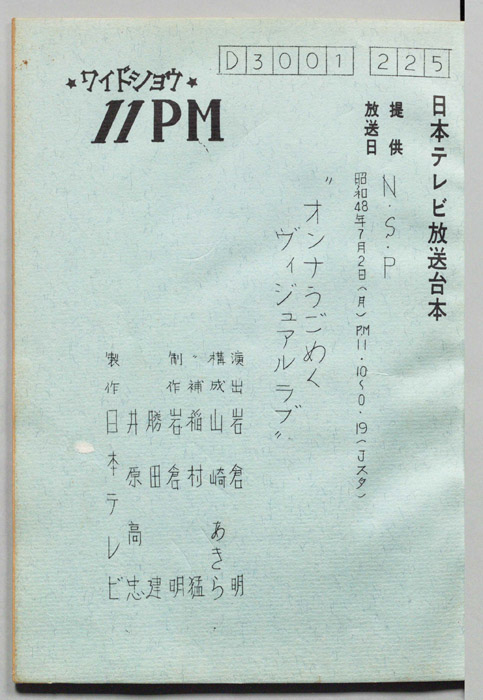 D3001 225
★ワイドショウ★
11PM
日本テレビ放送台本
提供 N・S・P
放送日 昭和48年7月2日(月)PM11・10〜0・19(Jスタ)
"オンナうごめく
ヴィジュアルラブ"
演出 岩倉 明
構成 山崎 あきら
〃補 稲村 猛
制作 岩倉 明
勝田 建
井原 高志
製作 日本テレビ